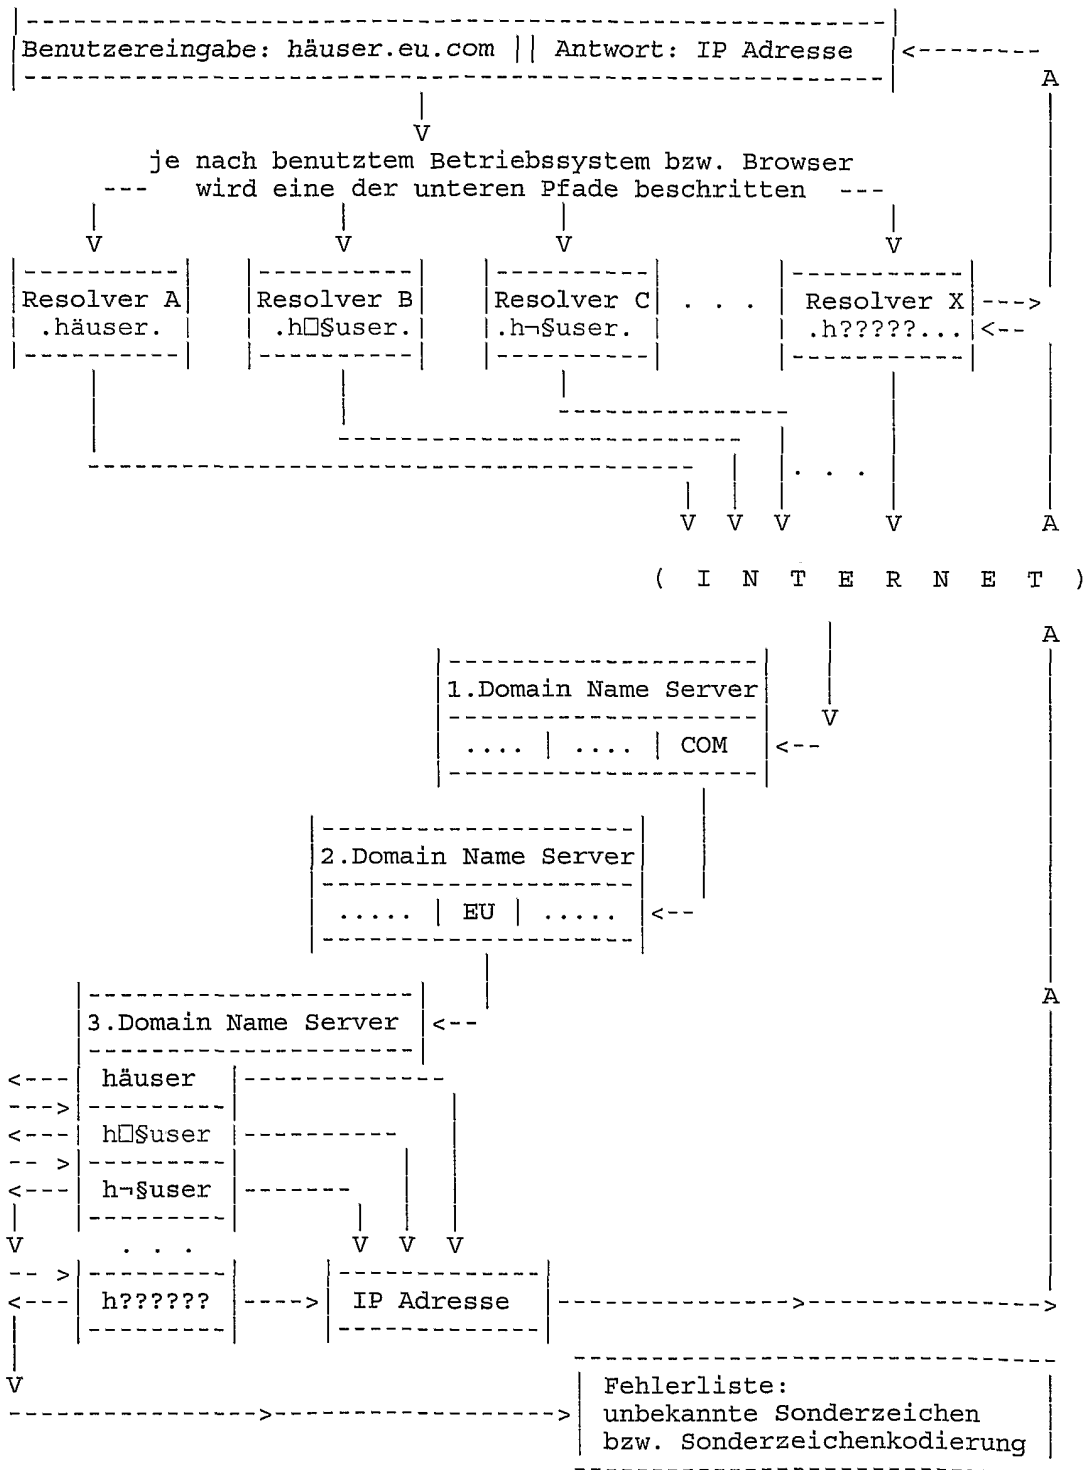 Benutzereingabe: häuser.eu.com || Antwort: IP Adresse
je nach benutztem Betriebssystem bzw. Browser
wird eine der unteren Pfade beschritten
Resolver A Resolver B Resolver C . . . Resolver X
.häuser. .h□§user. .h¬§user. .h?????...
. . .
( I N T E R N E T )
1.Domain Name Server
.... | .... | COM
2.Domain Name Server
..... | EU | .....
3.Domain Name Server
häuser
h□§user
h¬§user
. . .
h?????? IP Adresse
Fehlerliste:
unbekannte Sonderzeichen
bzw. Sonderzeichenkodierung